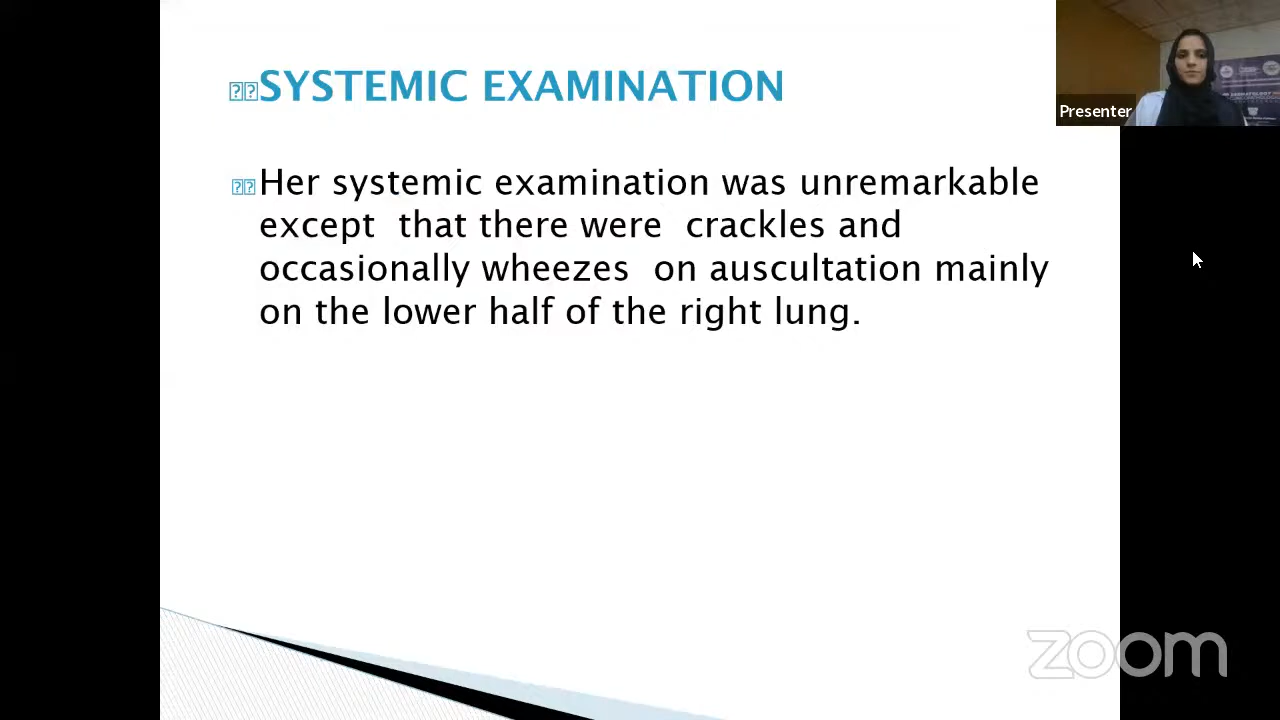 SYSTEMIC EXAMINATION
Her systemic examination was unremarkable
except that there were crackles and
occasionally wheezes on auscultation mainly
on the lower half of the right lung.
Presenter
zoom